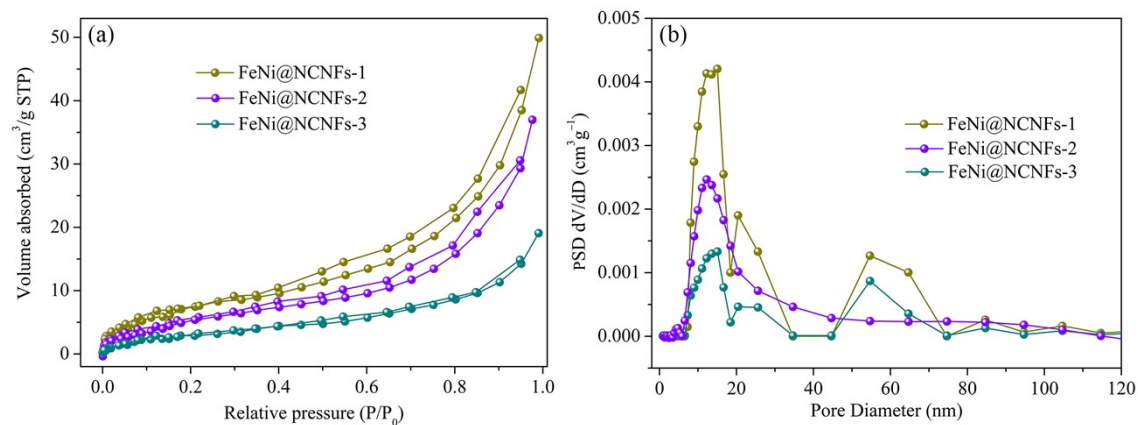 (a)
FeNi@NCNFs-1
FeNi@NCNFs-2
FeNi@NCNFs-3
Volume absorbed (cm³/g STP)
50
40
30
20
10
0
0.0 0.2 0.4 0.6 0.8 1.0
Relative pressure (P/P₀)
(b)
FeNi@NCNFs-1
FeNi@NCNFs-2
FeNi@NCNFs-3
PSD dV/dD (cm³g⁻¹)
0.005
0.004
0.003
0.002
0.001
0.000
0 20 40 60 80 100 120
Pore Diameter (nm)